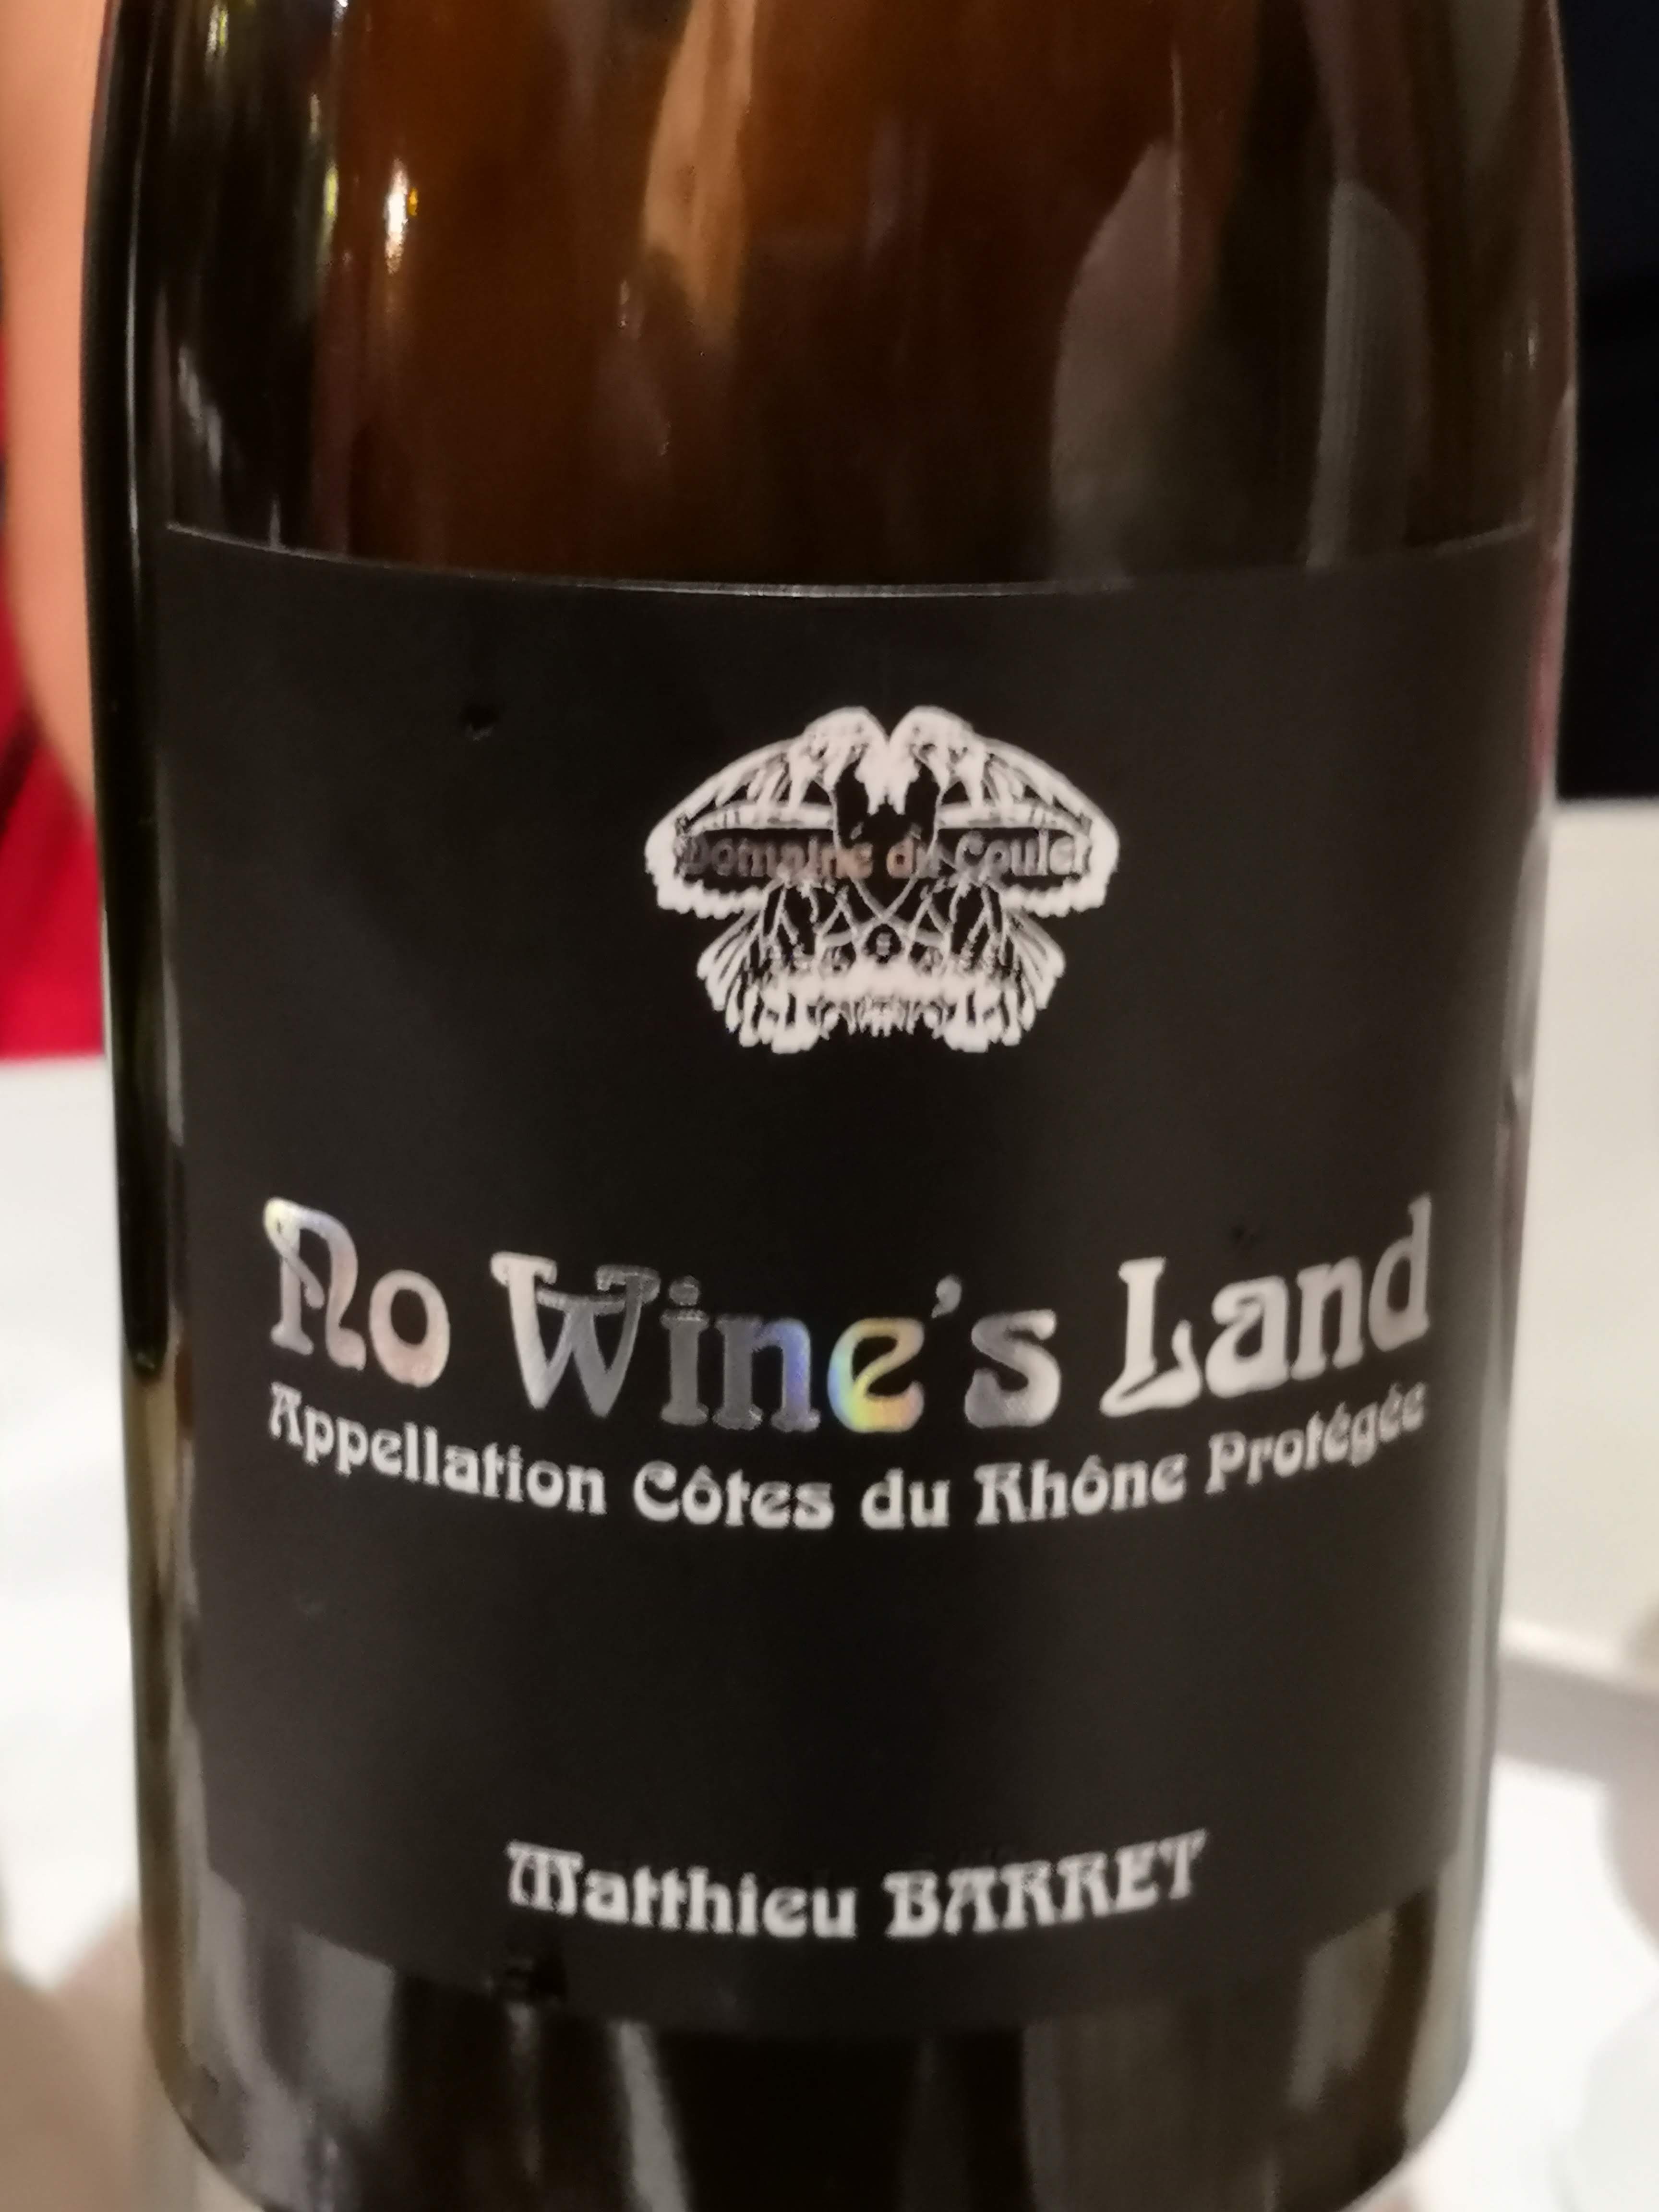 Domaine du Coulet
No Wine's Land
Appellation Côtes du Rhône Protégée
Matthieu BARRET